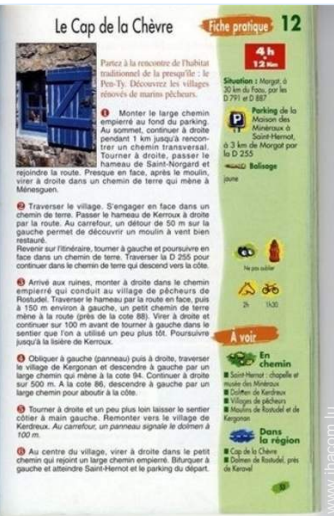 Le Cap de la Chèvre
Fiche pratique 12
Partez à la rencontre de l'habitat
traditionnel de la presqu'île : le
Pen-Ty. Découvrez les villages
rénovés de marins pêcheurs.
1 Monter le large chemin
empierré au fond du parking.
Au sommet, continuer à droite
pendant 1 km jusqu'à rencon-
trer un chemin transversal.
Tourner à droite, passer le
hameau de Saint-Norgard et
rejoindre la route. Presque en face, après le moulin,
virer à droite dans un chemin de terre qui mène à
Ménesguen.
2 Traverser le village. S'engager en face dans un
chemin de terre. Passer le hameau de Kerroux à droite
par la route. Au carrefour, un détour de 50 m sur la
gauche permet de découvrir un moulin à vent bien
restauré.
Revenir sur l'itinéraire, tourner à gauche et poursuivre en
face dans un chemin de terre. Traverser la D 255 pour
continuer dans le chemin de terre qui descend vers la côte.
3 Arrivé aux ruines, monter à droite dans le chemin
empierré qui conduit au village de pêcheurs de
Rostudel. Traverser le hameau par la route en face, puis
à 150 m environ à gauche, un petit chemin de terre
mène à la route (près de la cote 88). Virer à droite et
continuer sur 100 m avant de tourner à gauche dans le
sentier que l'on a utilisé un peu plus tôt. Poursuivre
jusqu'à la lisière de Kerroux.
4 Obliquer à gauche (panneau) puis à droite, traverser
le village de Kergonan et descendre à gauche par un
large chemin qui mène à la cote 94. Continuer à droite
sur 500 m. A la cote 86, descendre à gauche par un
large chemin pour aboutir à la côte.
5 Tourner à droite et un peu plus loin laisser le sentier
côtier à main gauche. Remonter vers le village de
Kerdreux. Au carrefour, un panneau signale le dolmen à
100 m.
6 Au centre du village, virer à droite dans le petit
chemin qui rejoint un large chemin empierré. Bifurquer à
gauche et atteindre Saint-Hernot et le parking du départ.
4 h
12 Km
Situation : Morgat, à
30 km du Faou, par les
D 791 et D 887
P
Parking de la
Maison des
Minéraux à
Saint-Hernot,
à 3 km de Morgat par
la D 255
Balisage
jaune
Ne pas oublier
2h
1h30
A voir
En
chemin
Saint-Hernot : chapelle et
musée des Minéraux
Dolmen de Kerdreux
Villages de pêcheurs
Moulins de Rostudel et de
Kergonan
Dans
la région
Cap de la Chèvre
Dolmen de Rostudel, près
de Keravel
www.ibacom.lu